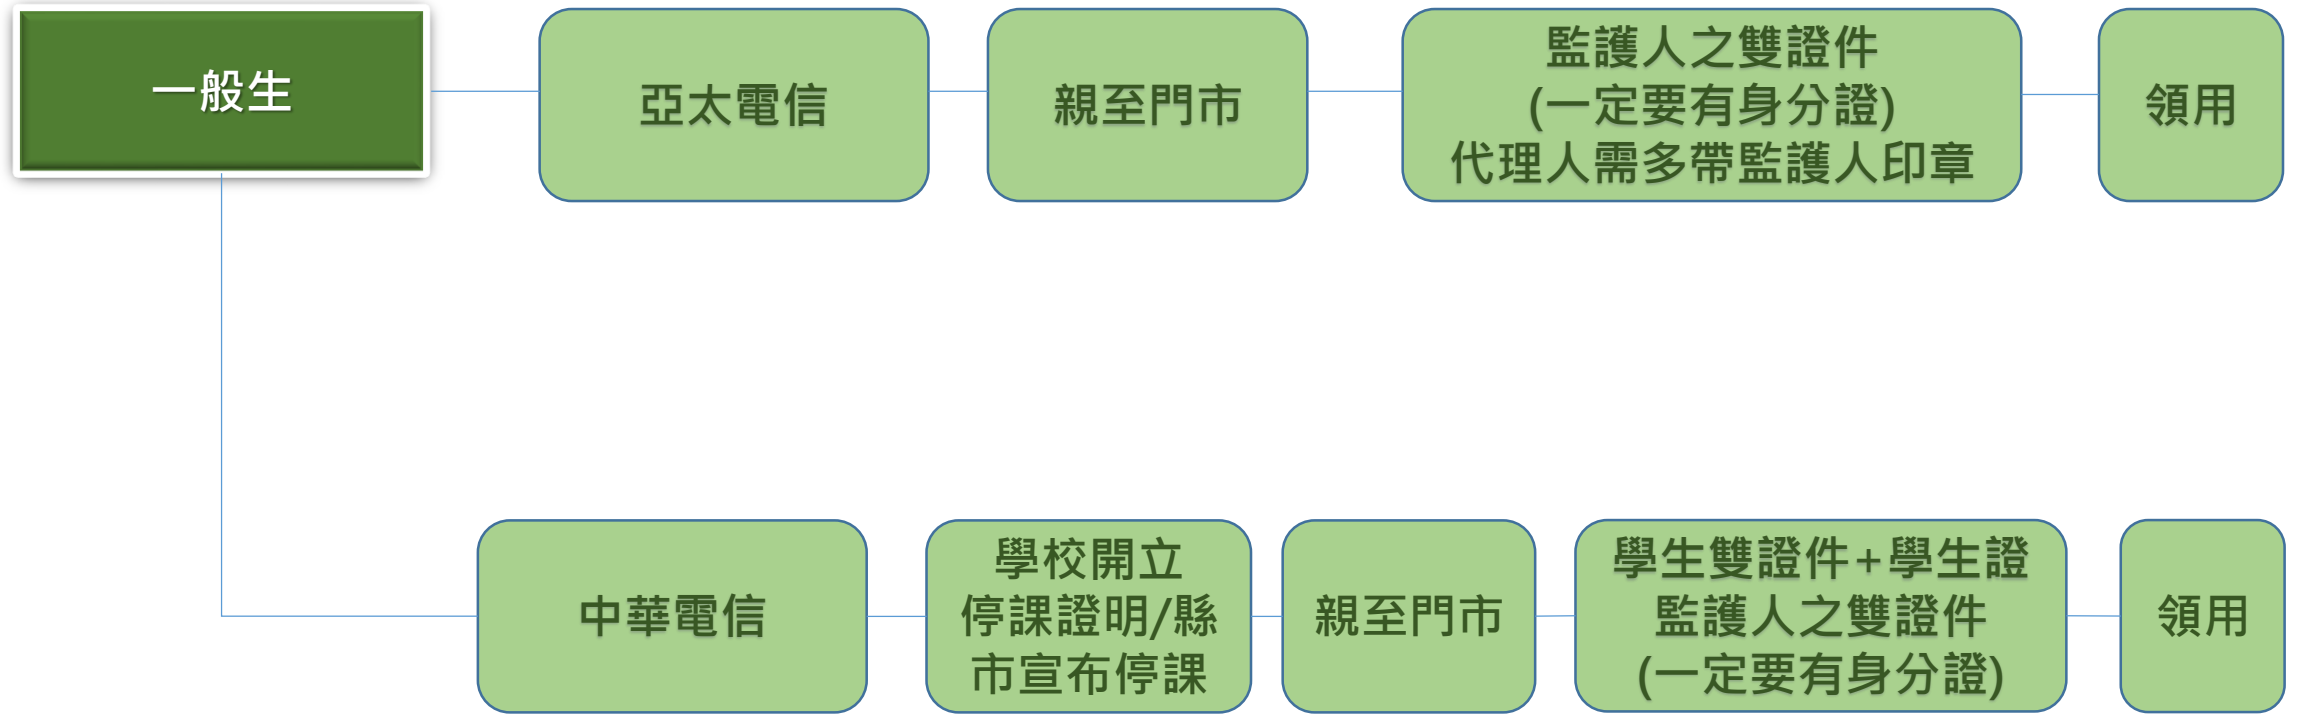 一般生
亞太電信
親至門市
監護人之雙證件
(一定要有身分證)
代理人需多帶監護人印章
領用
中華電信
學校開立
停課證明/縣
市宣布停課
親至門市
學生雙證件+學生證
監護人之雙證件
(一定要有身分證)
領用